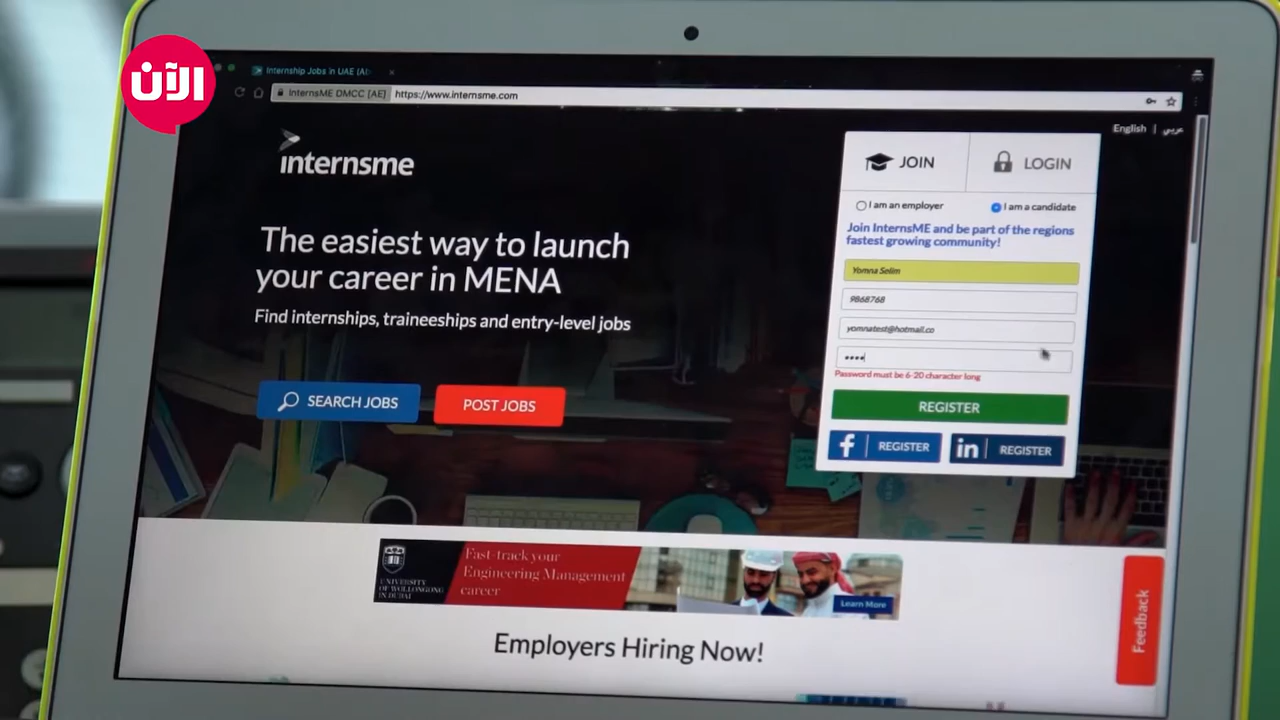 الآن
Internship Jobs in UAE (A
InternsME DMCC [AE]
https://www.internsme.com
English | عربي
internsme
JOIN
LOGIN
I am an employer
I am a candidate
Join InternsME and be part of the regions
fastest growing community!
Yomna Selim
9868768
yomnatest@hotmail.co
Password must be 6-20 character long
REGISTER
REGISTER
in REGISTER
The easiest way to launch
your career in MENA
Find internships, traineeships and entry-level jobs
SEARCH JOBS
POST JOBS
UNIVERSITY
OF WOLLONGONG
IN DUBAI
Fast-track your
Engineering Management
career
Learn More
Feedback
Employers Hiring Now!